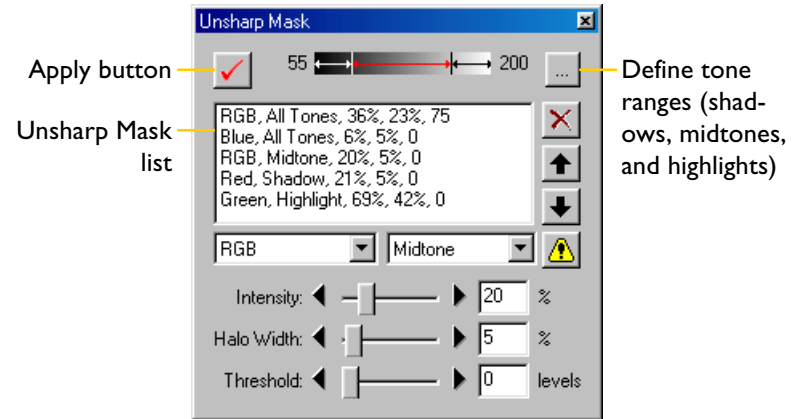 Unsharp Mask
Apply button
55
200
...
Define tone
ranges (shad-
ows, midtones,
and highlights)
Unsharp Mask
list
RGB, All Tones, 36%, 23%, 75
Blue, All Tones, 6%, 5%, 0
RGB, Midtone, 20%, 5%, 0
Red, Shadow, 21%, 5%, 0
Green, Highlight, 69%, 42%, 0
RGB
Midtone
Intensity: 20 %
Halo Width: 5 %
Threshold: 0 levels